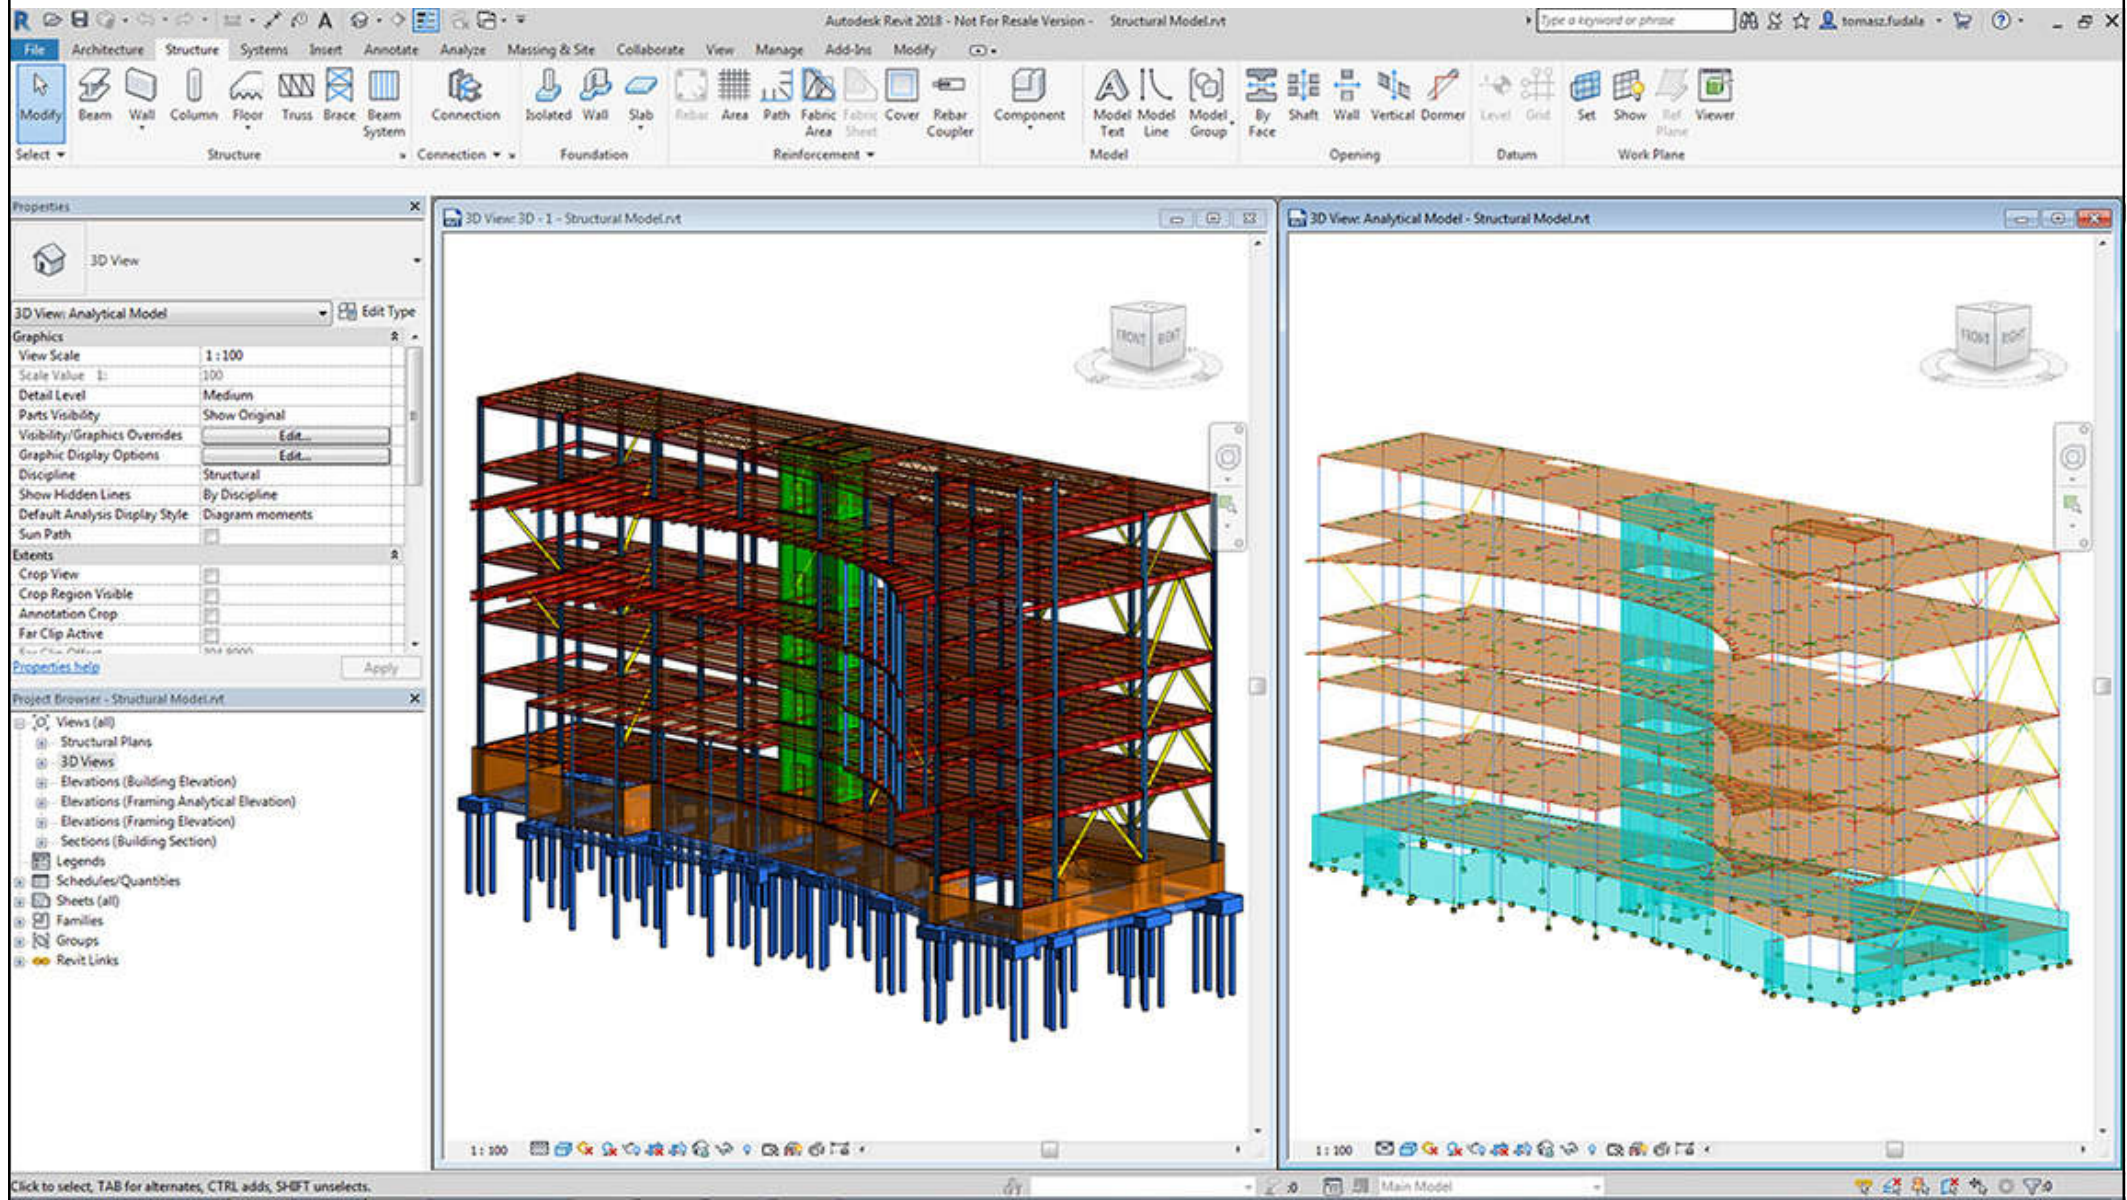 Autodesk Revit 2018 - Not For Resale Version - Structural Model.rvt
Type a keyword or phrase
tomasz.fudala
File Architecture Structure Systems Insert Annotate Analyze Massing & Site Collaborate View Manage Add-Ins Modify
Modify Beam Wall Column Floor Truss Brace Beam System Connection Isolated Wall Slab Rebar Area Path Fabric Area Fabric Sheet Cover Rebar Coupler Component Model Text Model Line Model Group By Face Shaft Wall Vertical Dormer Level Grid Set Show Ref Plane Viewer
Select Structure Connection Foundation Reinforcement Model Opening Datum Work Plane
Properties
3D View
3D View: Analytical Model Edit Type
Graphics
View Scale 1 : 100
Scale Value 1: 100
Detail Level Medium
Parts Visibility Show Original
Visibility/Graphics Overrides Edit...
Graphic Display Options Edit...
Discipline Structural
Show Hidden Lines By Discipline
Default Analysis Display Style Diagram moments
Sun Path
Extents
Crop View
Crop Region Visible
Annotation Crop
Far Clip Active
Properties help Apply
Project Browser - Structural Model.rvt
Views (all)
Structural Plans
3D Views
Elevations (Building Elevation)
Elevations (Framing Analytical Elevation)
Elevations (Framing Elevation)
Sections (Building Section)
Legends
Schedules/Quantities
Sheets (all)
Families
Groups
Revit Links
3D View: 3D - 1 - Structural Model.rvt
FRONT RIGHT
1 : 100
3D View: Analytical Model - Structural Model.rvt
FRONT RIGHT
1 : 100
Click to select, TAB for alternates, CTRL adds, SHIFT unselects.
:0 Main Model :0